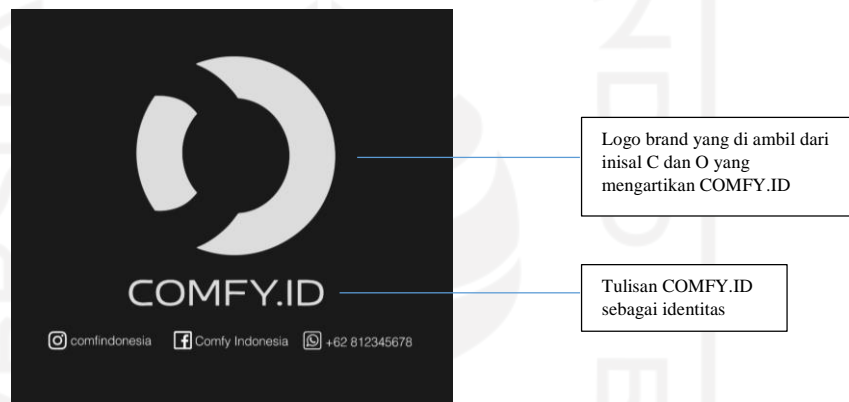 Logo brand yang di ambil dari
inisal C dan O yang
mengartikan COMFY.ID
COMFY.ID
Tulisan COMFY.ID
sebagai identitas
comfindonesia Comfy Indonesia +62 812345678